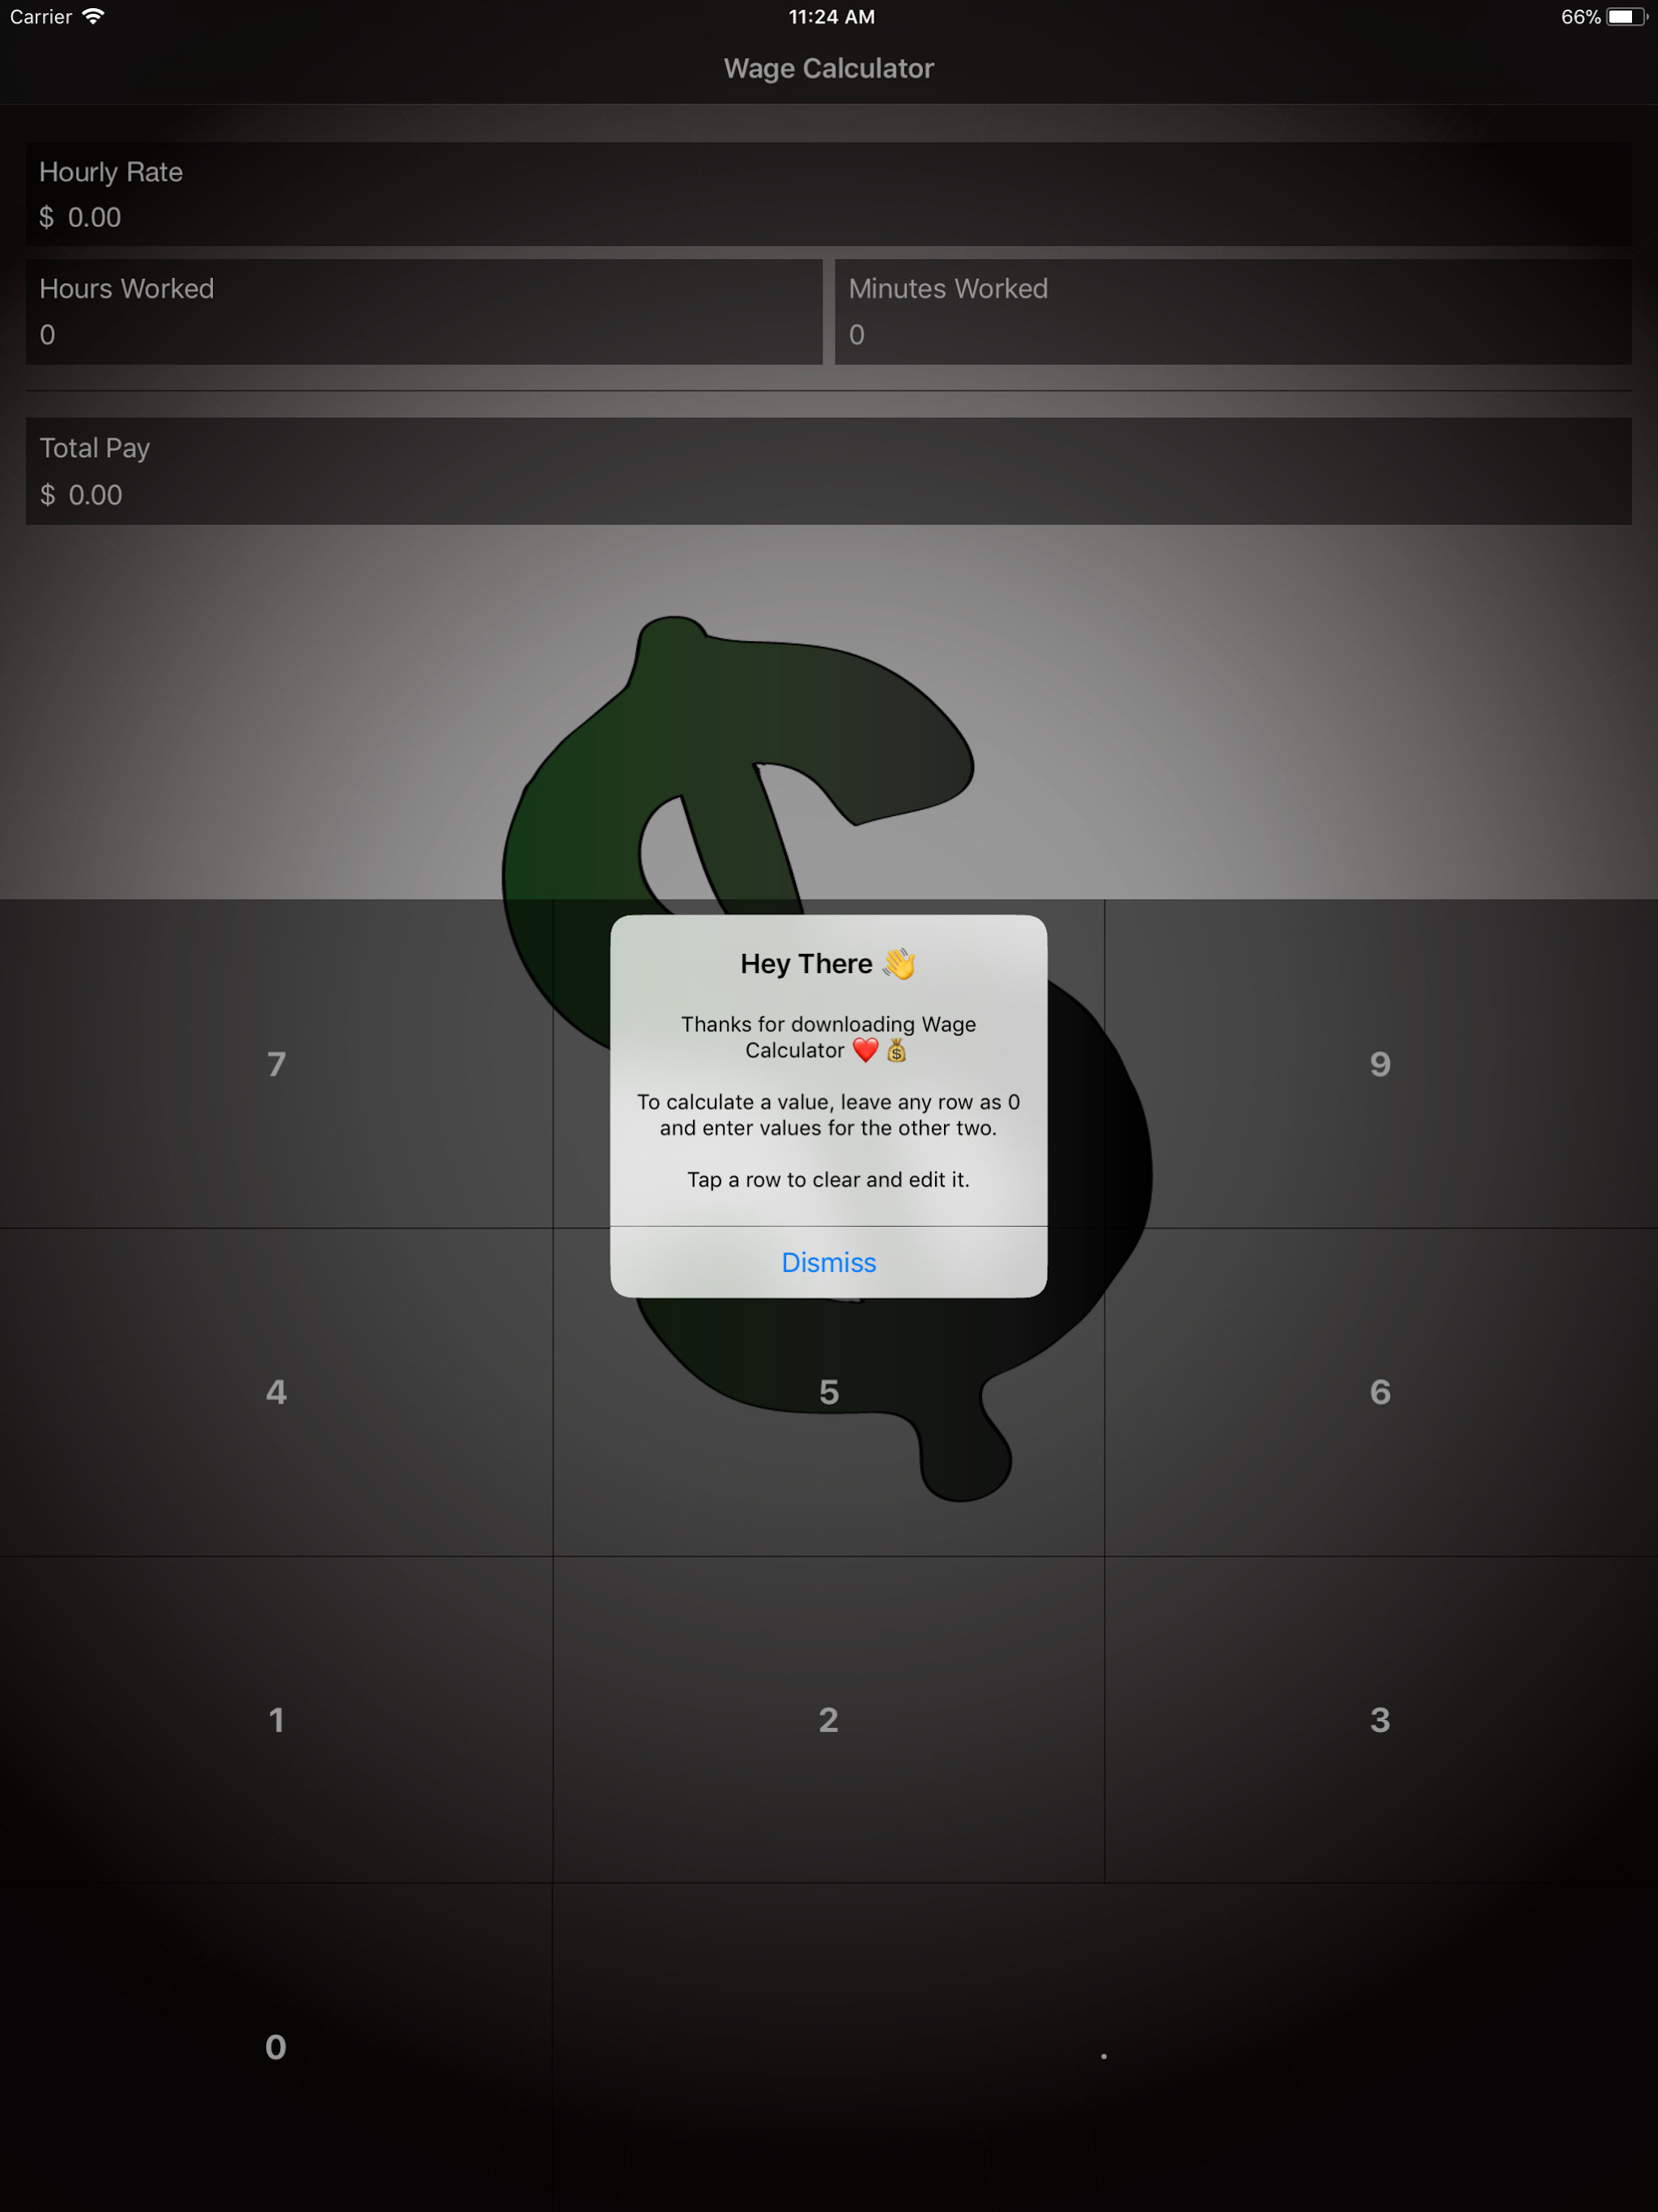 Carrier 11:24 AM 66%
Wage Calculator
Hourly Rate
$ 0.00
Hours Worked Minutes Worked
0 0
Total Pay
$ 0.00
Hey There 👋
Thanks for downloading Wage
Calculator ❤️ 💰
To calculate a value, leave any row as 0
and enter values for the other two.
Tap a row to clear and edit it.
Dismiss
7 9
4 5 6
1 2 3
0 .